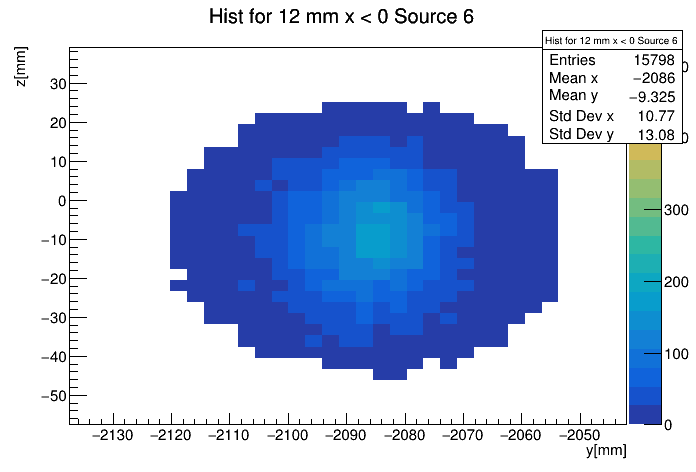 Hist for 12 mm x < 0 Source 6
z[mm]
Hist for 12 mm x < 0 Source 6
Entries 15798
Mean x −2086
Mean y −9.325
Std Dev x 10.77
Std Dev y 13.08
30
20
10
0
−10
−20
−30
−40
−50
−2130 −2120 −2110 −2100 −2090 −2080 −2070 −2060 −2050
y[mm]
300
200
100
0